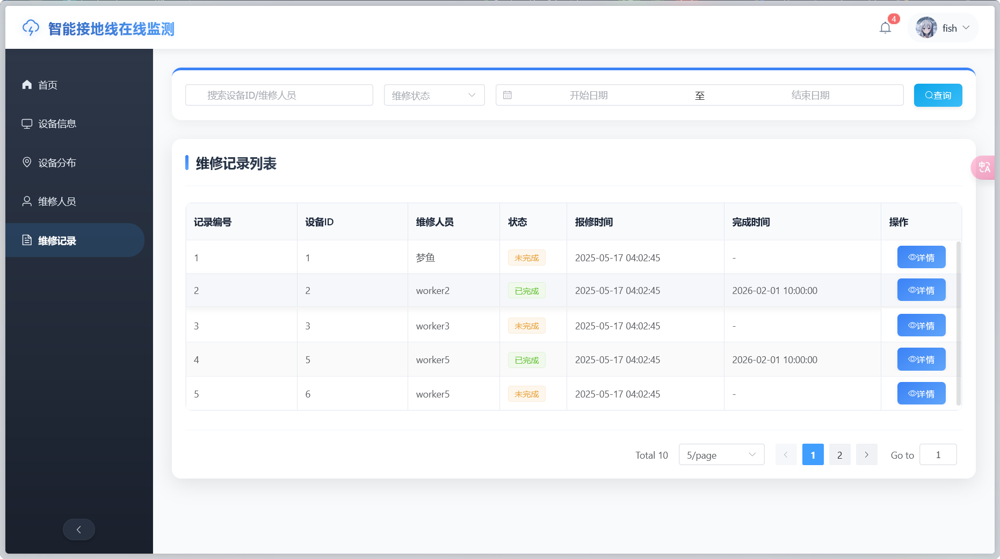 智能接地线在线监测
4
fish
首页
设备信息
设备分布
维修人员
维修记录
搜索设备ID/维修人员
维修状态
开始日期 至 结束日期
查询
维修记录列表
记录编号 设备ID 维修人员 状态 报修时间 完成时间 操作
1 1 梦鱼 未完成 2025-05-17 04:02:45 - 详情
2 2 worker2 已完成 2025-05-17 04:02:45 2026-02-01 10:00:00 详情
3 3 worker3 未完成 2025-05-17 04:02:45 - 详情
4 5 worker5 已完成 2025-05-17 04:02:45 2026-02-01 10:00:00 详情
5 6 worker5 未完成 2025-05-17 04:02:45 - 详情
Total 10 5/page 1 2 Go to 1
中A